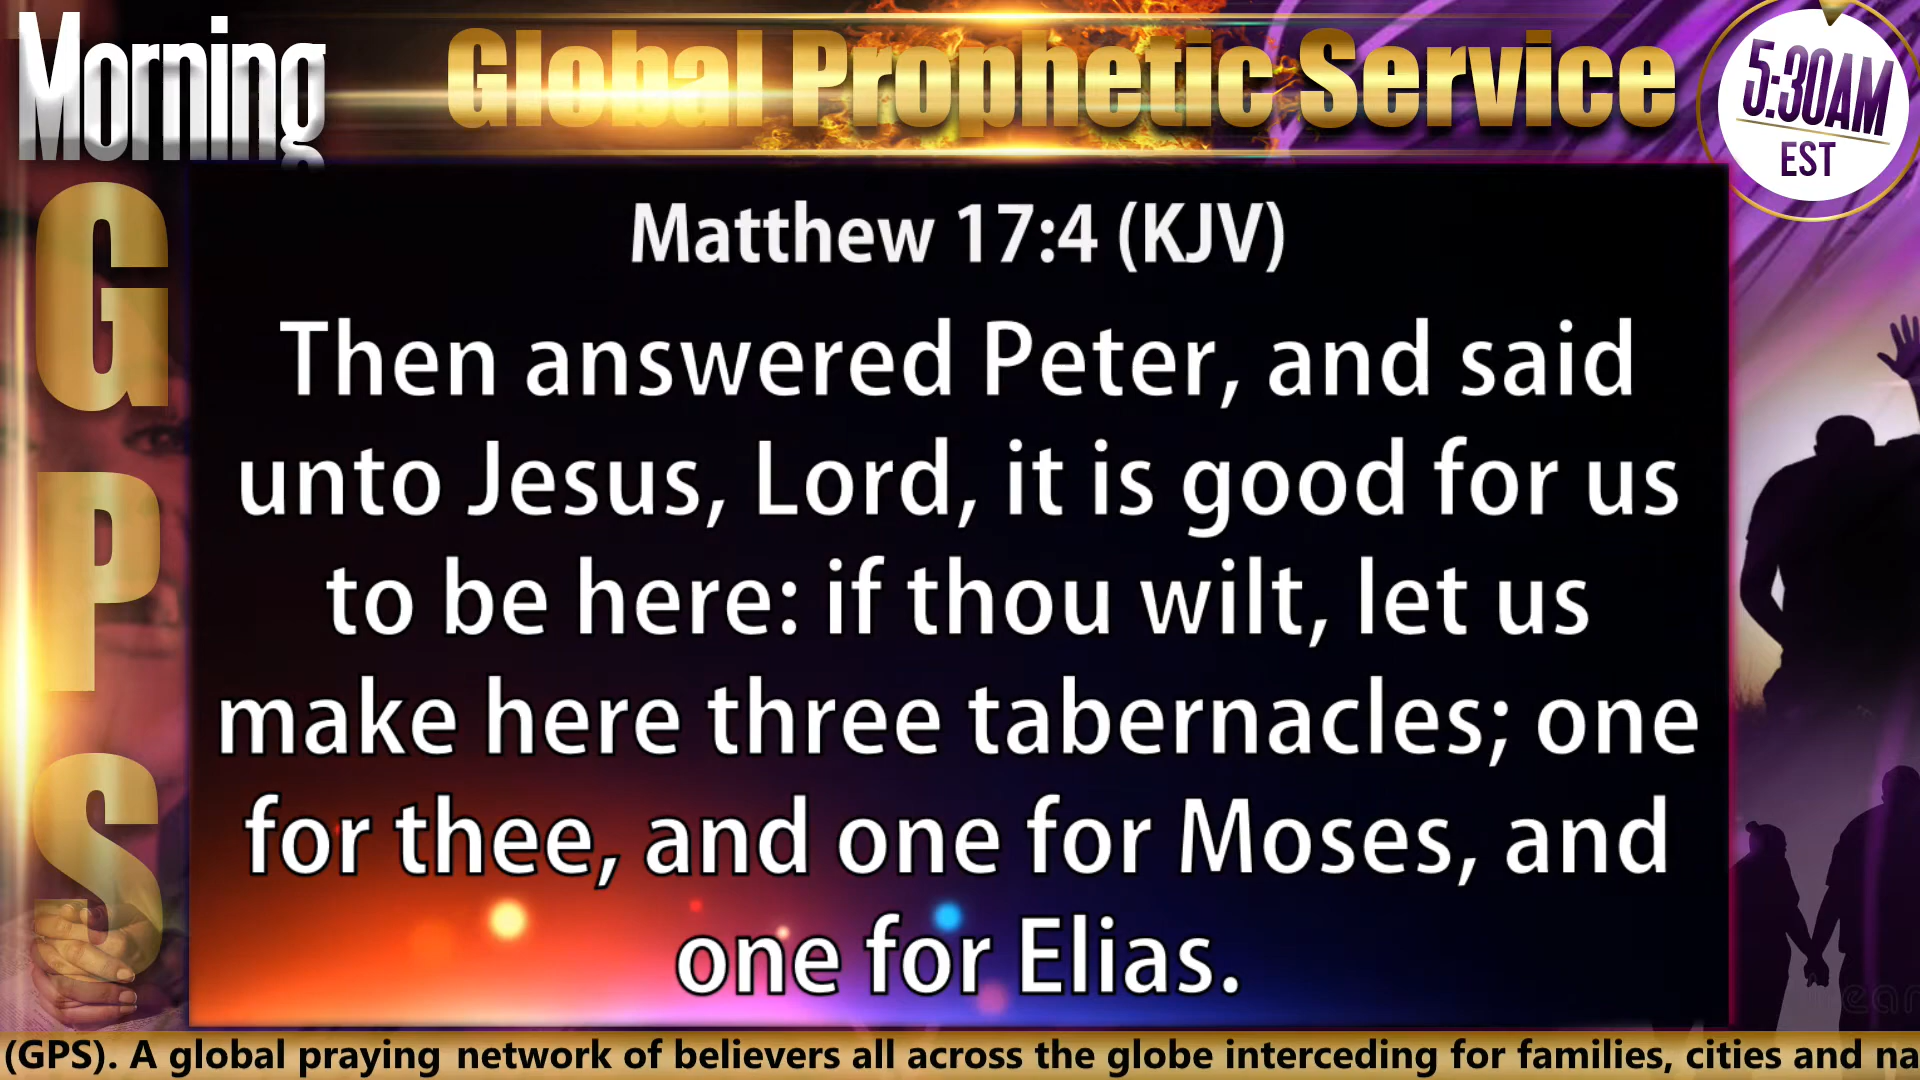 Morning
Global Prophetic Service
5:30AM
EST
G
P
S
Matthew 17:4 (KJV)
Then answered Peter, and said
unto Jesus, Lord, it is good for us
to be here: if thou wilt, let us
make here three tabernacles; one
for thee, and one for Moses, and
one for Elias.
(GPS). A global praying network of believers all across the globe interceding for families, cities and na